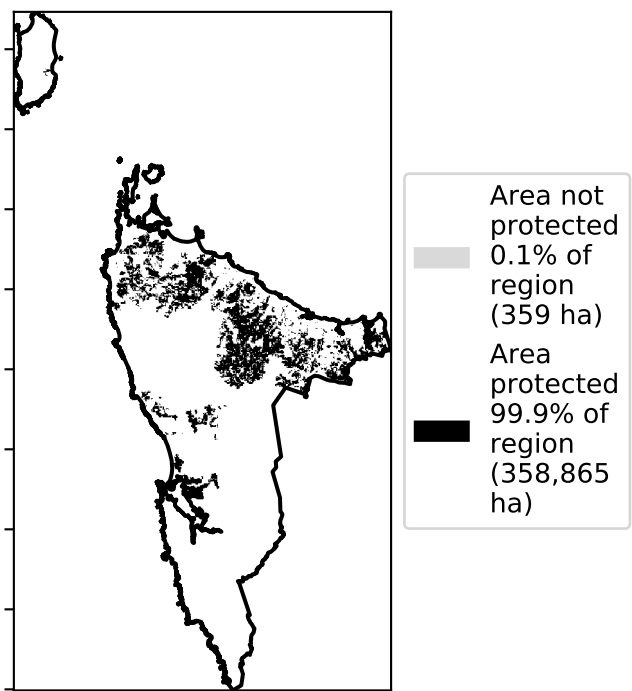 Area not
protected
0.1% of
region
(359 ha)
Area
protected
99.9% of
region
(358,865
ha)